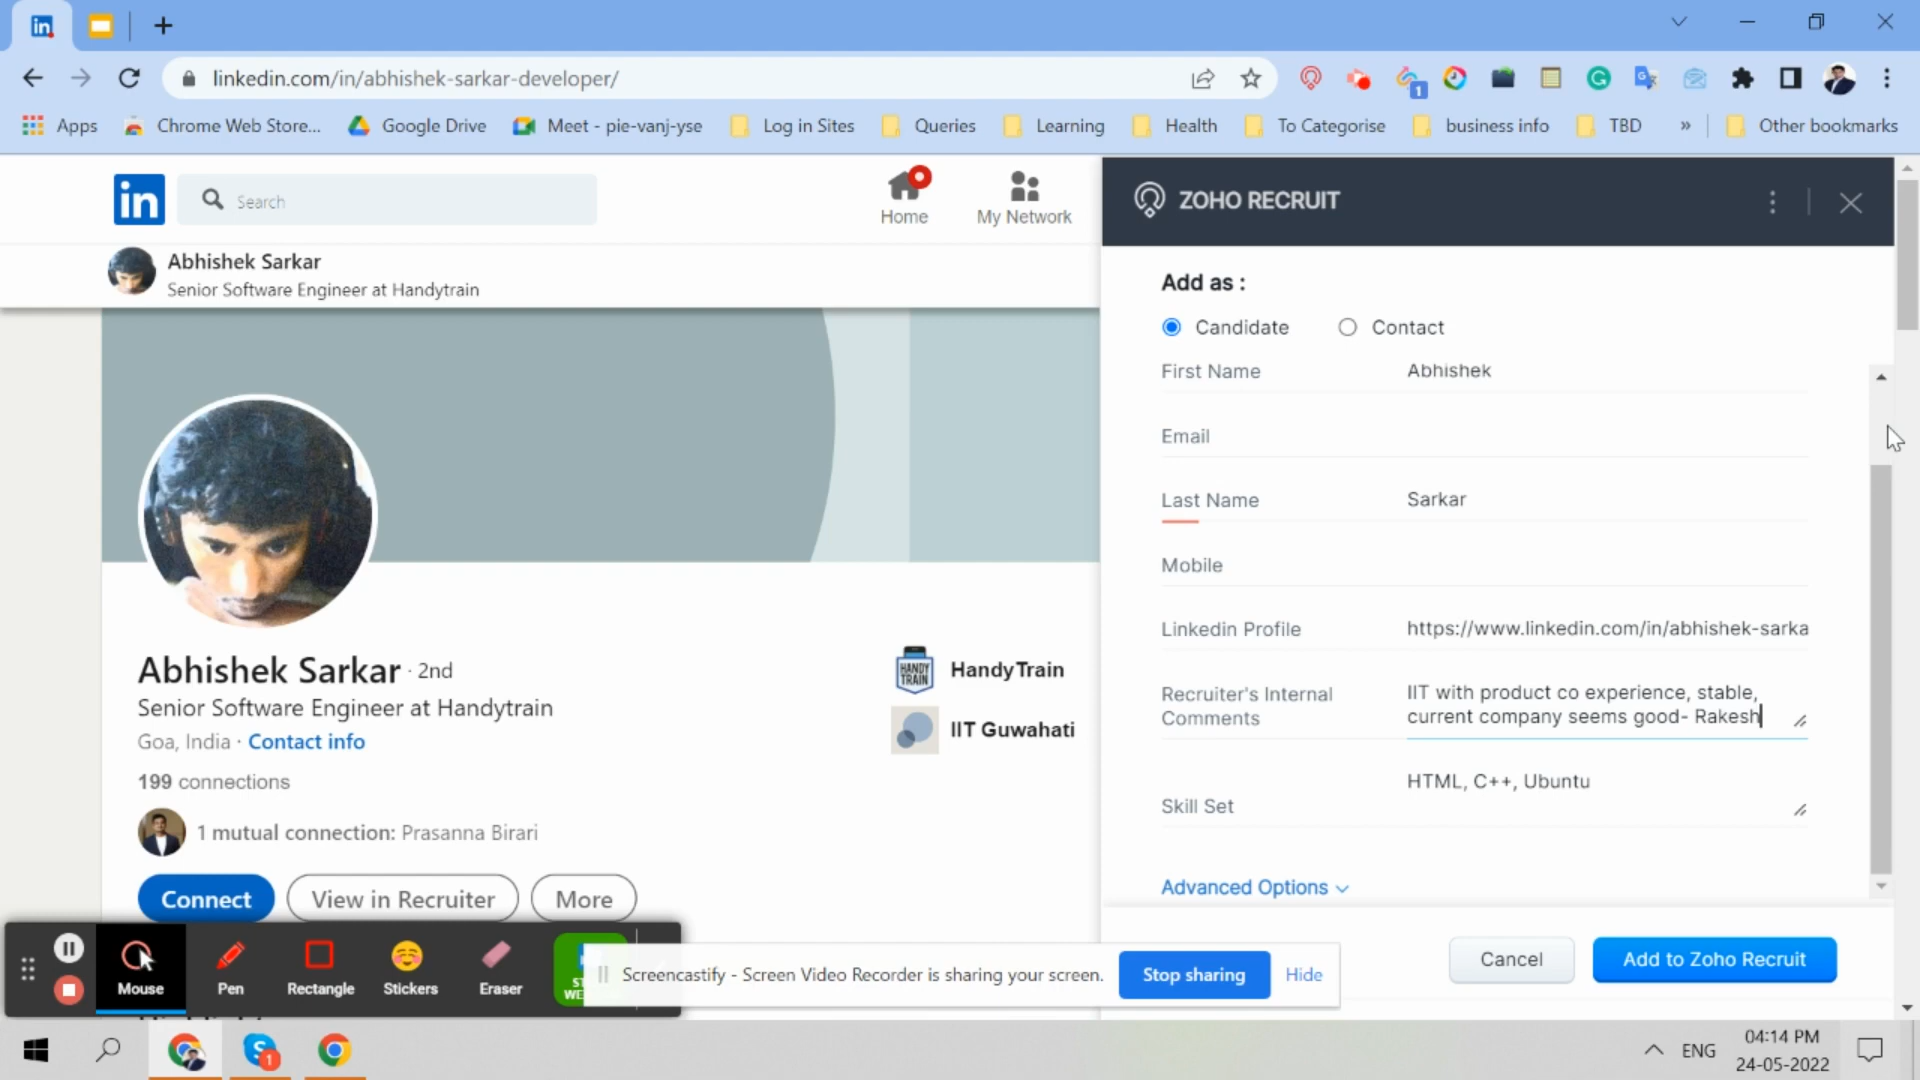 linkedin.com/in/abhishek-sarkar-developer/
1
Apps
Chrome Web Store...
Google Drive
Meet - pie-vanj-yse
Log in Sites
Queries
Learning
Health
To Categorise
business info
TBD
»
Other bookmarks
in
Search
Home
My Network
Abhishek Sarkar
Senior Software Engineer at Handytrain
ZOHO RECRUIT
Add as :
Candidate
Contact
First Name
Abhishek
Email
Last Name
Sarkar
Mobile
Linkedin Profile
https://www.linkedin.com/in/abhishek-sarka
Recruiter's Internal
Comments
IIT with product co experience, stable,
current company seems good- Rakesh
Skill Set
HTML, C++, Ubuntu
Advanced Options
Cancel
Add to Zoho Recruit
Abhishek Sarkar · 2nd
Senior Software Engineer at Handytrain
Goa, India · Contact info
199 connections
1 mutual connection: Prasanna Birari
HANDY
TRAIN
HandyTrain
IIT Guwahati
Connect
View in Recruiter
More
Mouse
Pen
Rectangle
Stickers
Eraser
Screencastify - Screen Video Recorder is sharing your screen.
Stop sharing
Hide
S
1
ENG
04:14 PM
24-05-2022